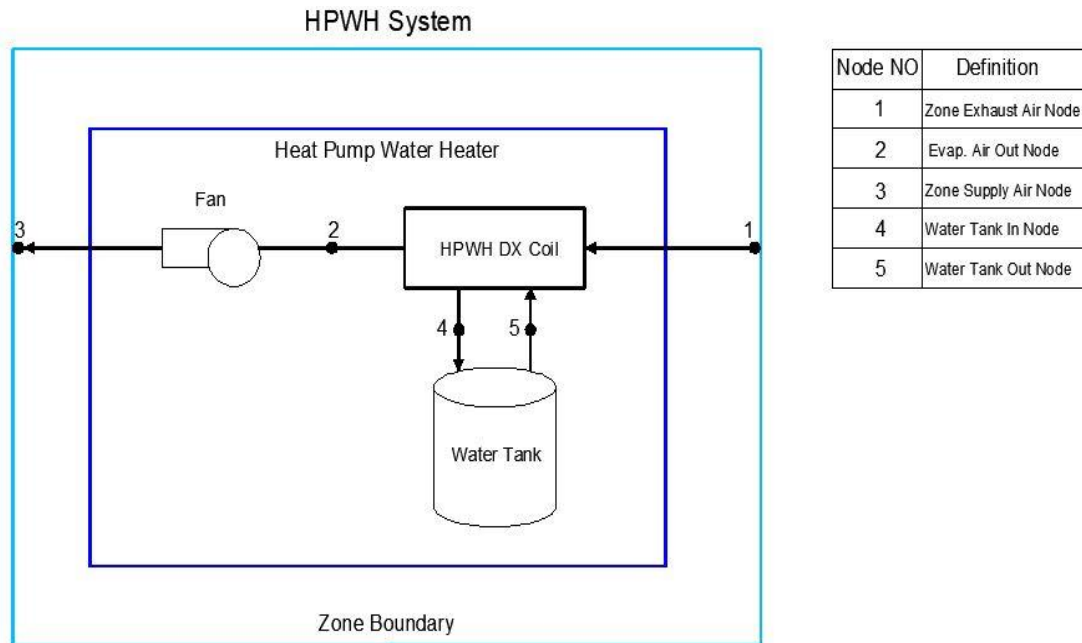 HPWH System
Heat Pump Water Heater
Fan
3
2
HPWH DX Coil
1
4
5
Water Tank
Zone Boundary
Node NO Definition
1 Zone Exhaust Air Node
2 Evap. Air Out Node
3 Zone Supply Air Node
4 Water Tank In Node
5 Water Tank Out Node